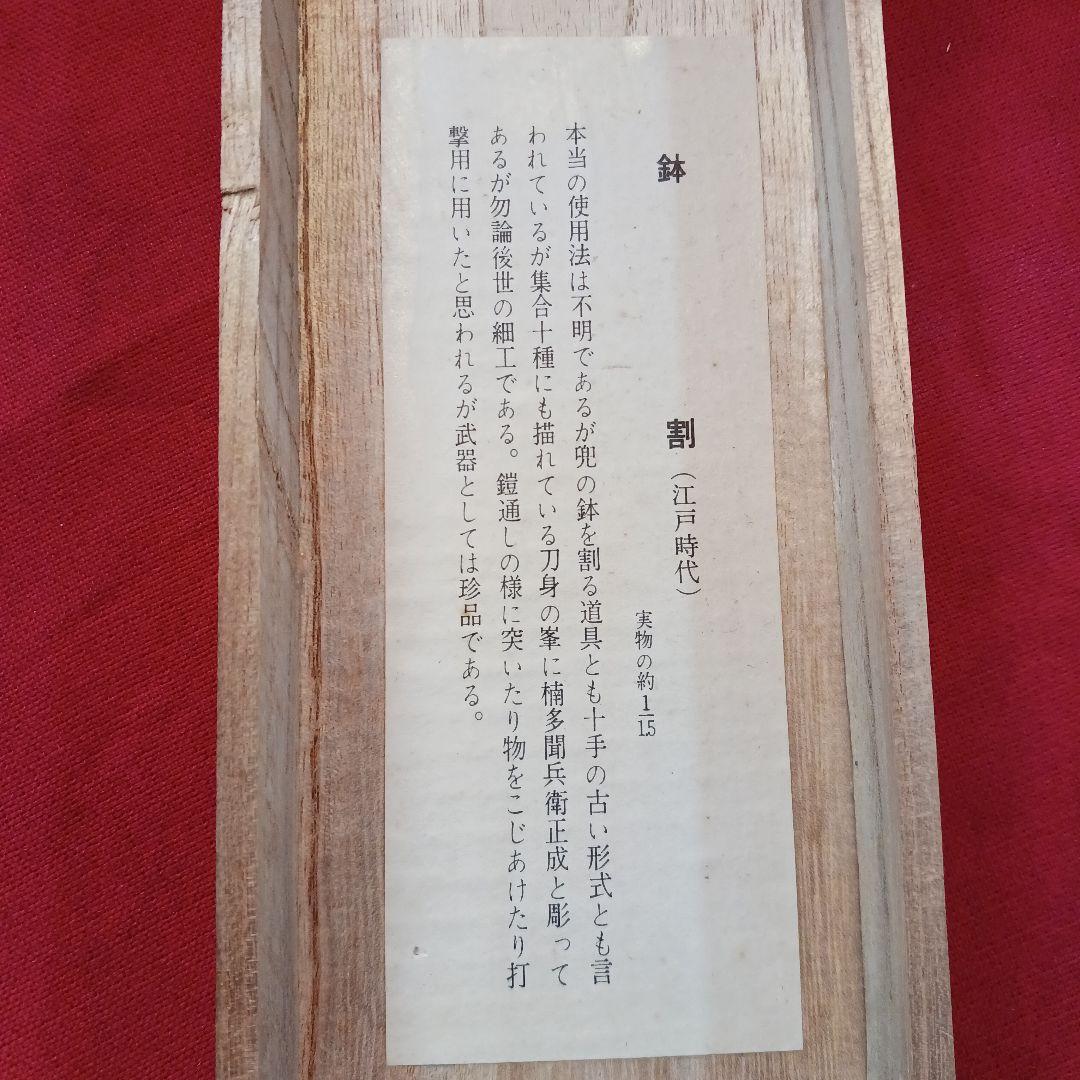 鉢割(江戸時代)
実物の約1/1.5
本当の使用法は不明であるが兜の鉢を割る道具とも十手の古い形式とも言
われているが集合十種にも描れている刀身の峯に楠多聞兵衛正成と彫って
あるが勿論後世の細工である。鎧通しの様に突いたり物をこじあけたり打
撃用に用いたと思われるが武器としては珍品である。